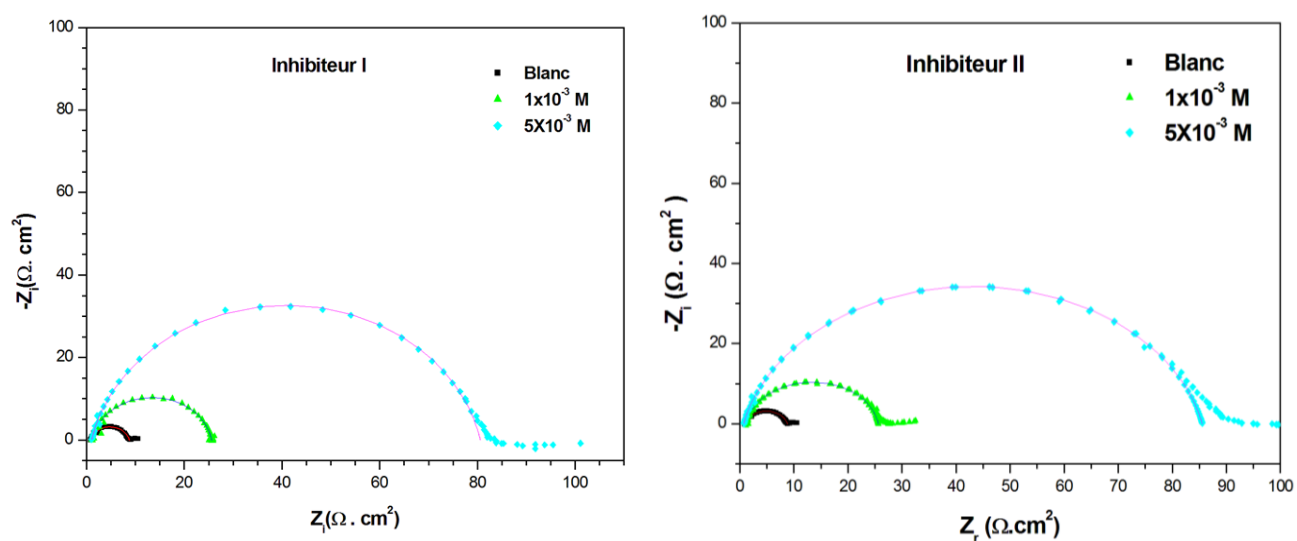 Inhibiteur I
Blanc
1x10⁻³ M
5X10⁻³ M
-Zᵢ(Ω. cm²)
100
80
60
40
20
0
0 20 40 60 80 100
Zᵢ(Ω. cm²)
Inhibiteur II
Blanc
1x10⁻³ M
5X10⁻³ M
-Zᵢ (Ω. cm²)
100
80
60
40
20
0
0 10 20 30 40 50 60 70 80 90 100
Zᵣ (Ω.cm²)